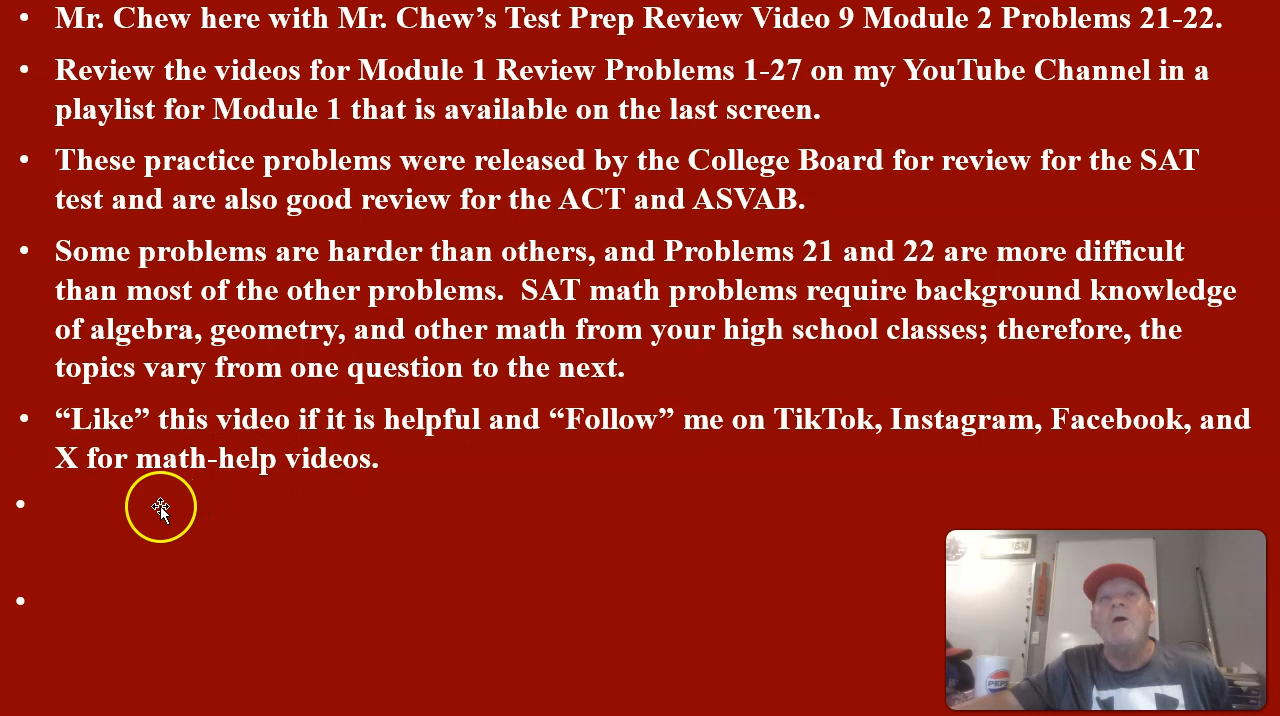 • Mr. Chew here with Mr. Chew’s Test Prep Review Video 9 Module 2 Problems 21-22.
• Review the videos for Module 1 Review Problems 1-27 on my YouTube Channel in a
playlist for Module 1 that is available on the last screen.
• These practice problems were released by the College Board for review for the SAT
test and are also good review for the ACT and ASVAB.
• Some problems are harder than others, and Problems 21 and 22 are more difficult
than most of the other problems.  SAT math problems require background knowledge
of algebra, geometry, and other math from your high school classes; therefore, the
topics vary from one question to the next.
• “Like” this video if it is helpful and “Follow” me on TikTok, Instagram, Facebook, and
X for math-help videos.
•
•
PEPSI